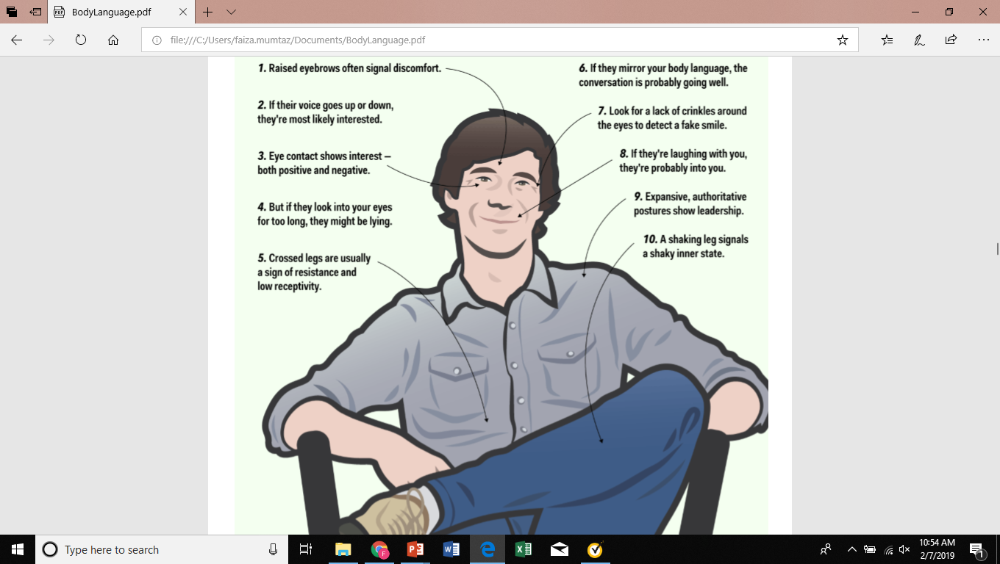 BodyLanguage.pdf
file:///C:/Users/faiza.mumtaz/Documents/BodyLanguage.pdf
1. Raised eyebrows often signal discomfort.
2. If their voice goes up or down,
they're most likely interested.
3. Eye contact shows interest –
both positive and negative.
4. But if they look into your eyes
for too long, they might be lying.
5. Crossed legs are usually
a sign of resistance and
low receptivity.
6. If they mirror your body language, the
conversation is probably going well.
7. Look for a lack of crinkles around
the eyes to detect a fake smile.
8. If they're laughing with you,
they're probably into you.
9. Expansive, authoritative
postures show leadership.
10. A shaking leg signals
a shaky inner state.
Type here to search
10:54 AM
2/7/2019
1